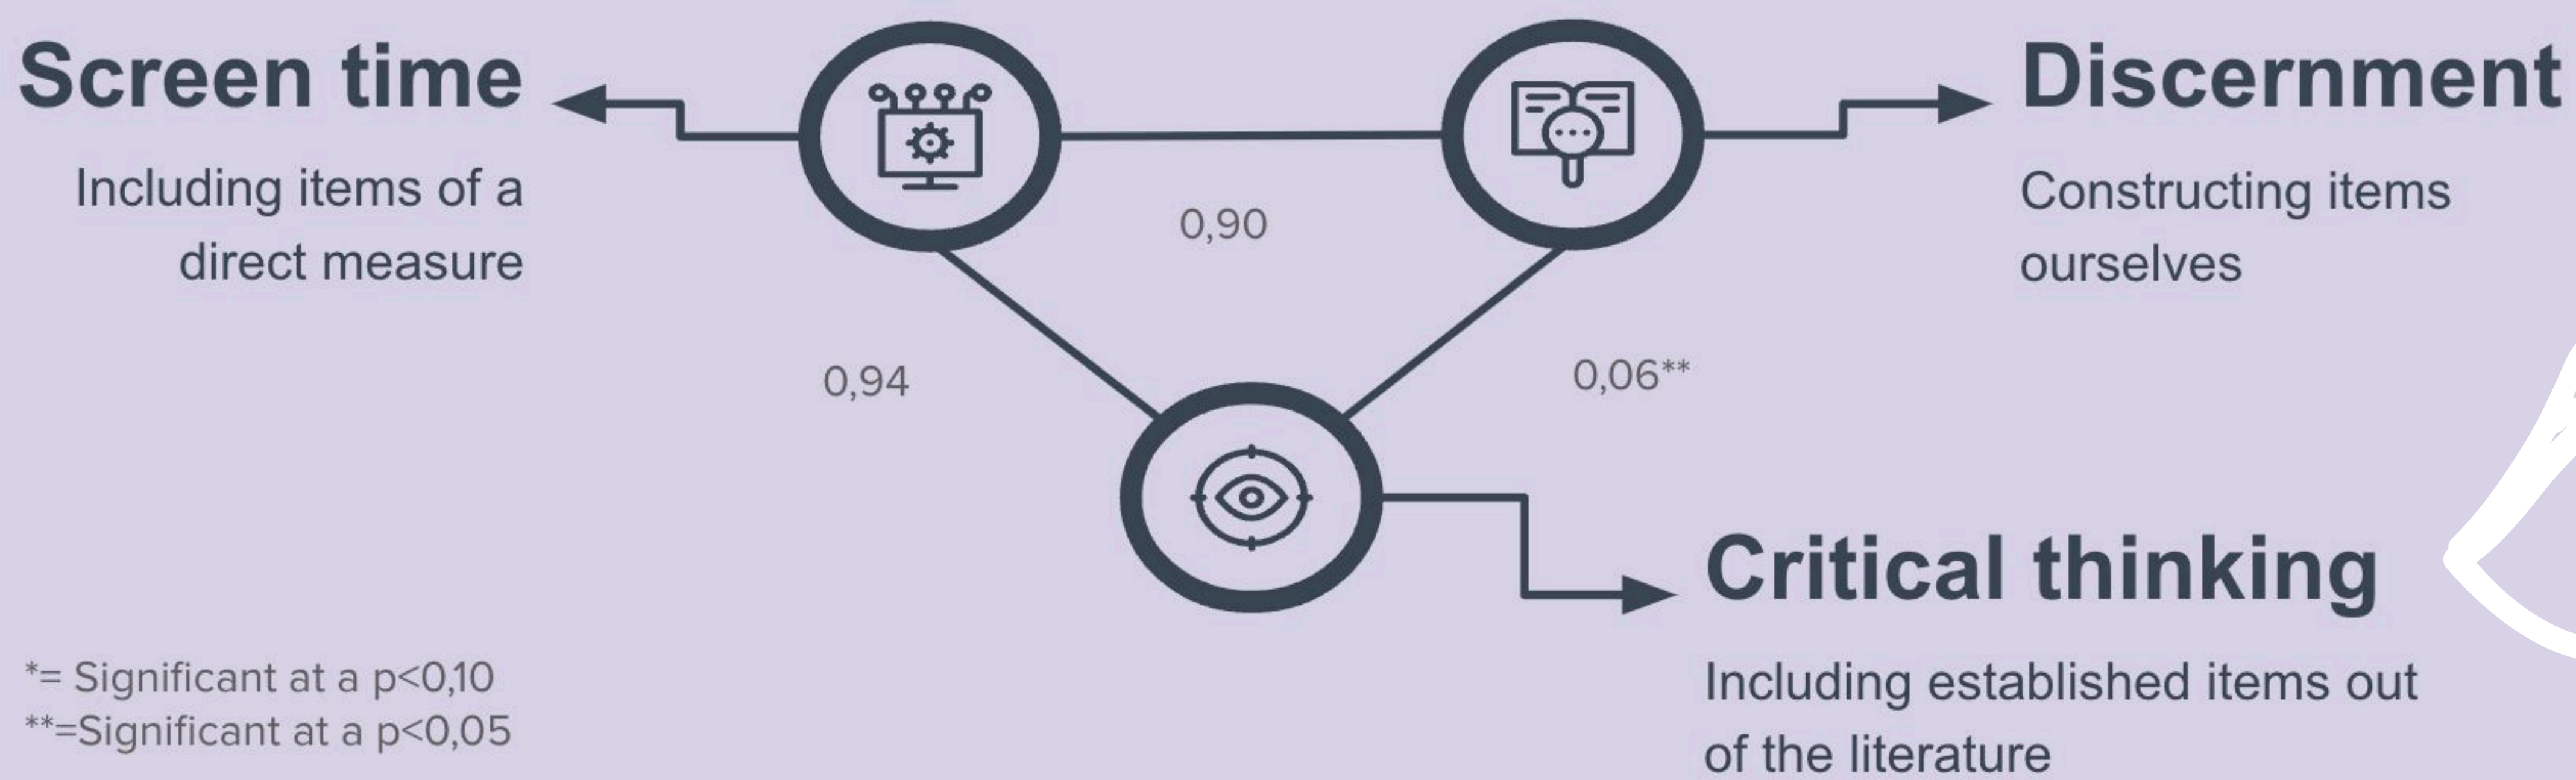 Screen time
Including items of a
direct measure
Discernment
Constructing items
ourselves
0,90
0,94
0,06**
Critical thinking
Including established items out
of the literature
*= Significant at a p<0,10
**=Significant at a p<0,05